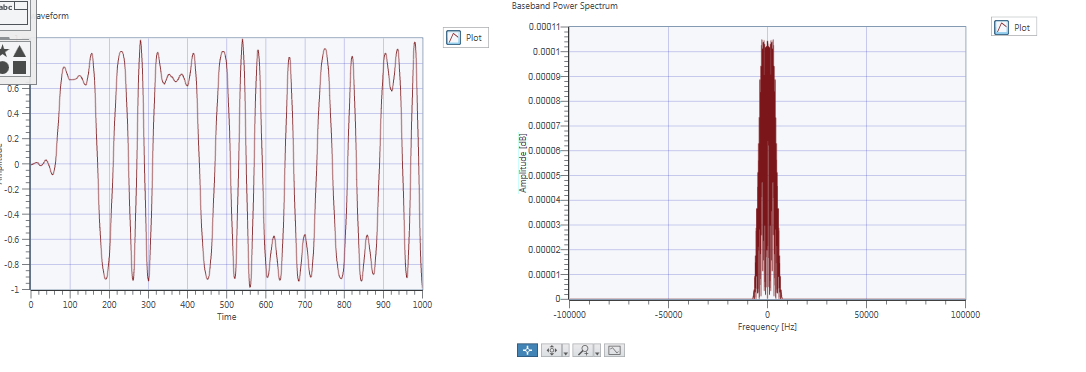 abc
aveform
Plot
0.6
0.4
0.2
0
-0.2
-0.4
-0.6
-0.8
-1
0 100 200 300 400 500 600 700 800 900 1000
Time
Baseband Power Spectrum
Plot
Amplitude [dB]
0.00011
0.0001
0.00009
0.00008
0.00007
0.00006
0.00005
0.00004
0.00003
0.00002
0.00001
0
-100000 -50000 0 50000 100000
Frequency [Hz]